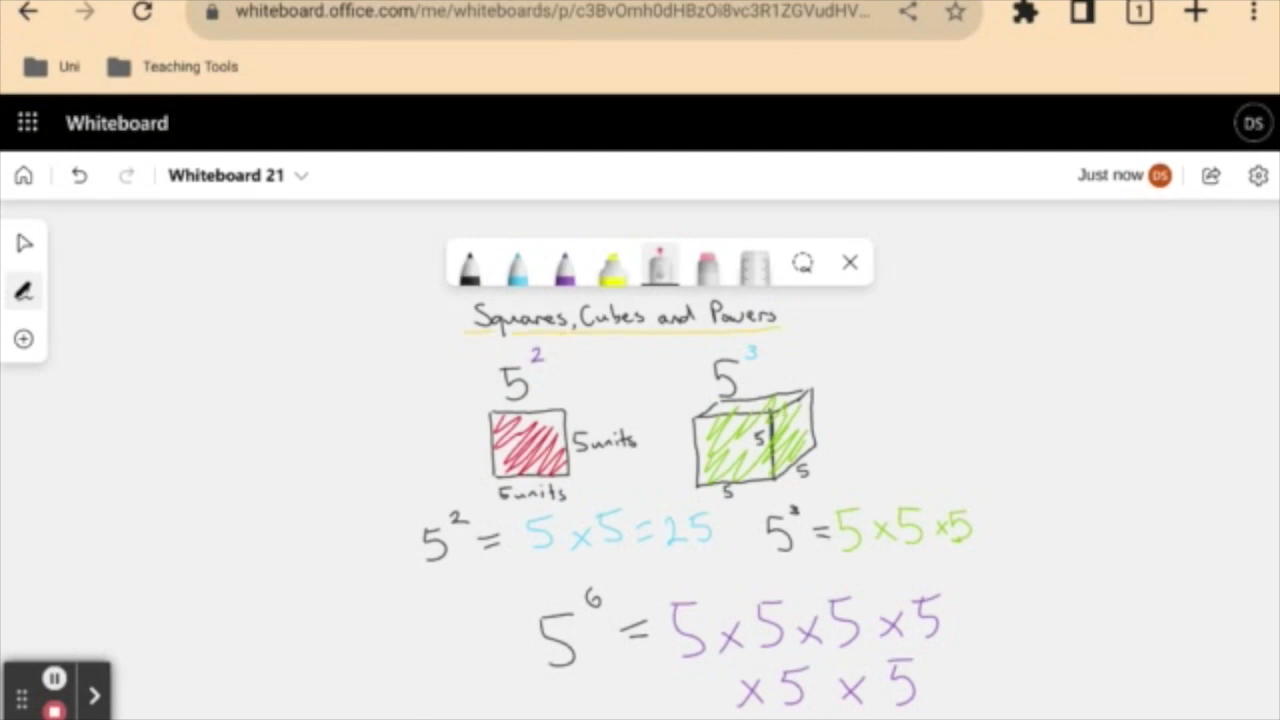 whiteboard.office.com/me/whiteboards/p/c3BvOmh0dHBzOi8vc3R1ZGVudHV...
1
Uni Teaching Tools
Whiteboard DS
Whiteboard 21 Just now DS
Squares, Cubes and Powers
5² 5³
5units 5
5units 5 5
5² = 5 × 5 = 25 5³ = 5 × 5 × 5
5⁶ = 5 × 5 × 5 × 5
× 5 × 5